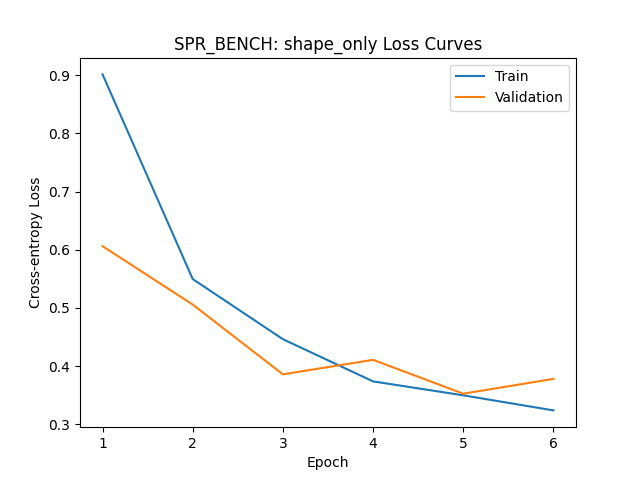 SPR_BENCH: shape_only Loss Curves
Train
Validation
Cross-entropy Loss
0.9
0.8
0.7
0.6
0.5
0.4
0.3
1 2 3 4 5 6
Epoch